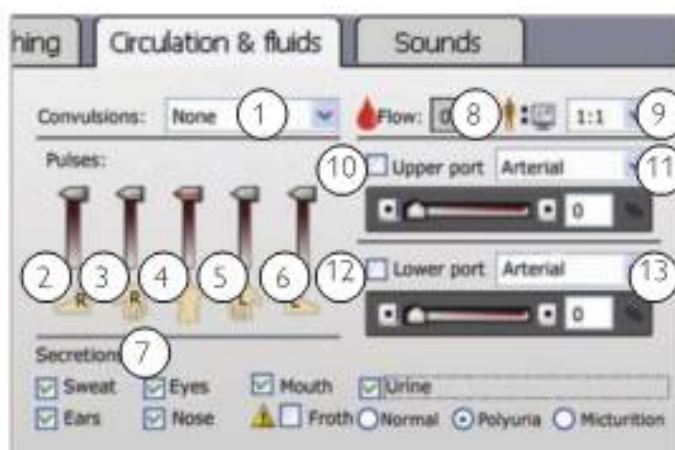 hing Circulation & fluids Sounds
Convulsions: None 1 Flow: 0 8 1:1 9
Pulses: 10 Upper port Arterial 11
0
2 3 4 5 6 12 Lower port Arterial 13
R R L L
0
Secretions 7
Sweat Eyes Mouth Urine
Ears Nose Froth Normal Polyuria Micturition